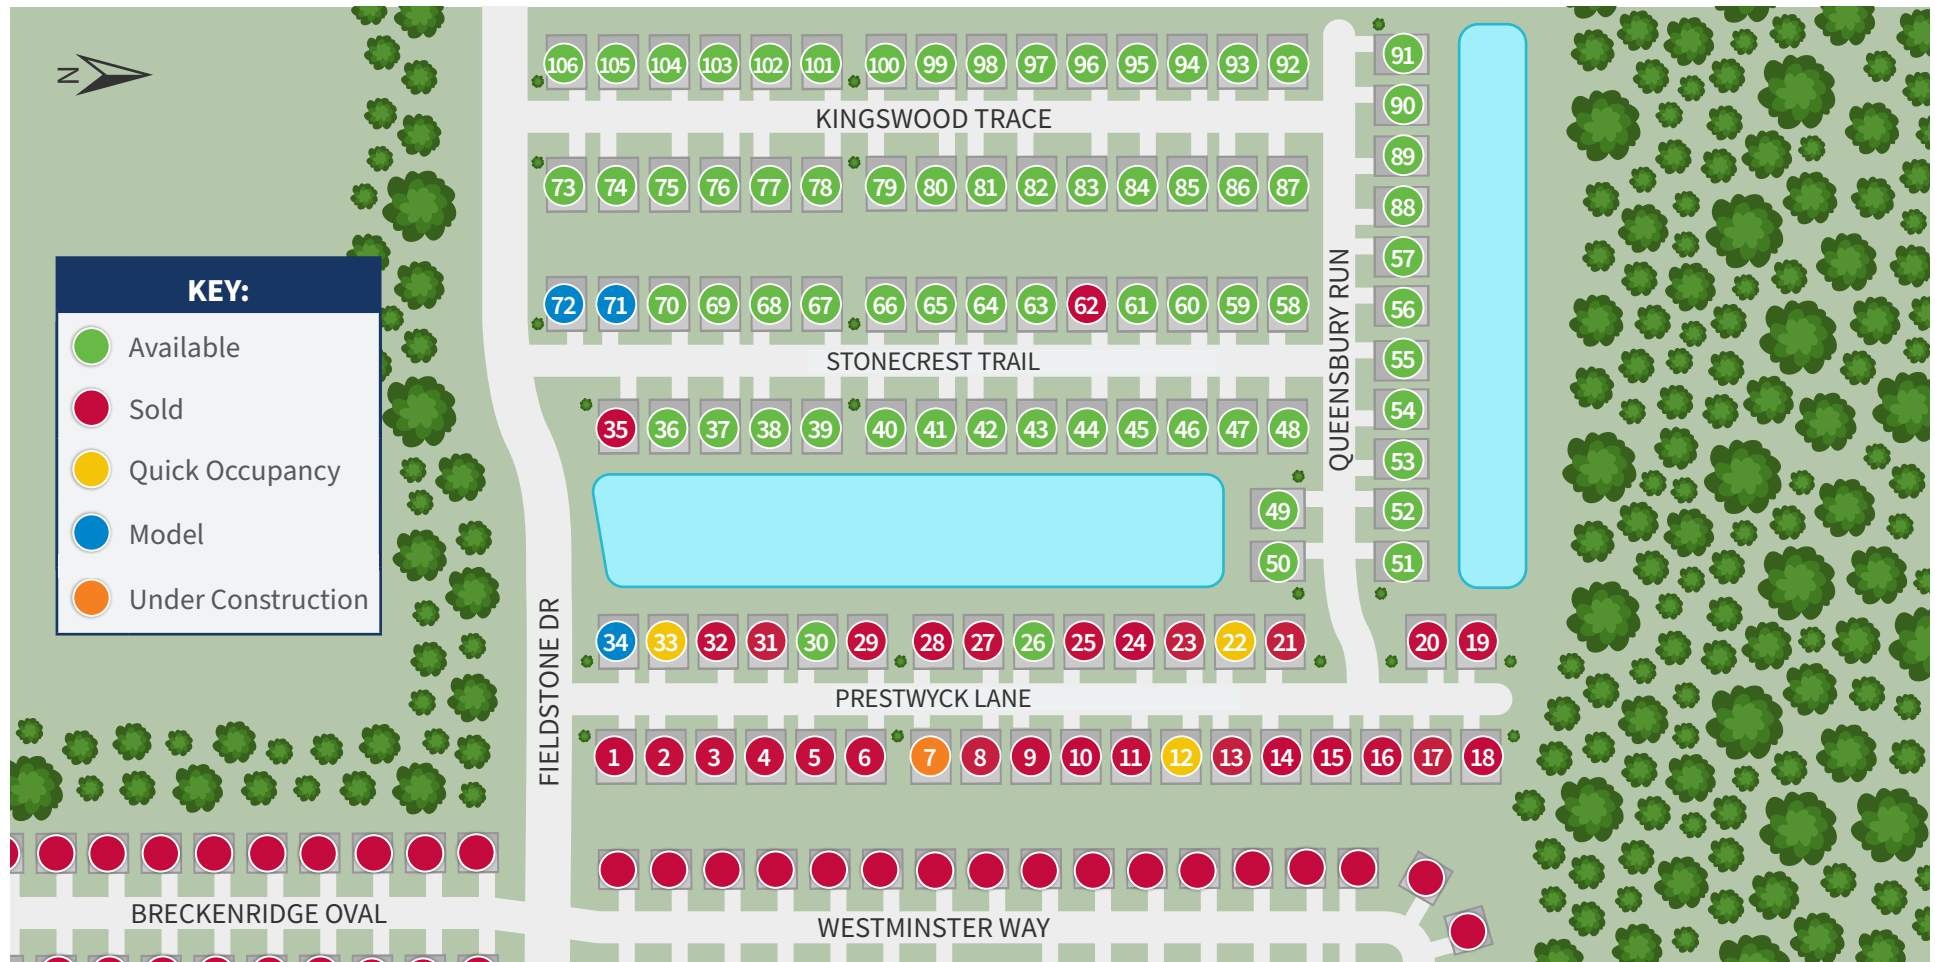 N
106 105 104 103 102 101 100 99 98 97 96 95 94 93 92
91
90
KINGSWOOD TRACE
89
73 74 75 76 77 78 79 80 81 82 83 84 85 86 87
88
57
KEY:
Available
Sold
Quick Occupancy
Model
Under Construction
72 71 70 69 68 67 66 65 64 63 62 61 60 59 58
56
QUEENSBURY RUN
STONECREST TRAIL
55
54
35 36 37 38 39 40 41 42 43 44 45 46 47 48
53
49 52
50 51
34 33 32 31 30 29 28 27 26 25 24 23 22 21 20 19
FIELDSTONE DR
PRESTWYCK LANE
1 2 3 4 5 6 7 8 9 10 11 12 13 14 15 16 17 18
BRECKENRIDGE OVAL
WESTMINSTER WAY